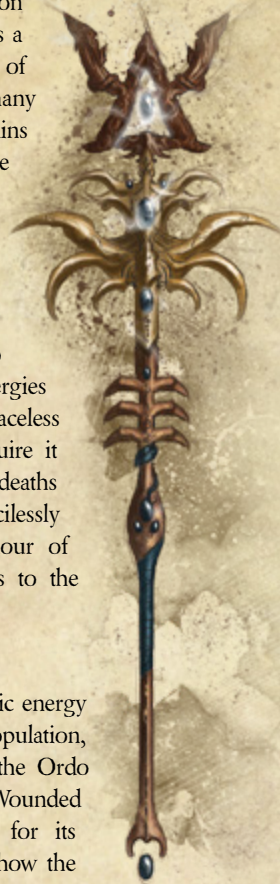 on
s a
of
many
ins
e
ergies
aceless
uire it
deaths
cilessly
our of
s to the
ic energy
opulation,
the Ordo
Wounded
for its
how the